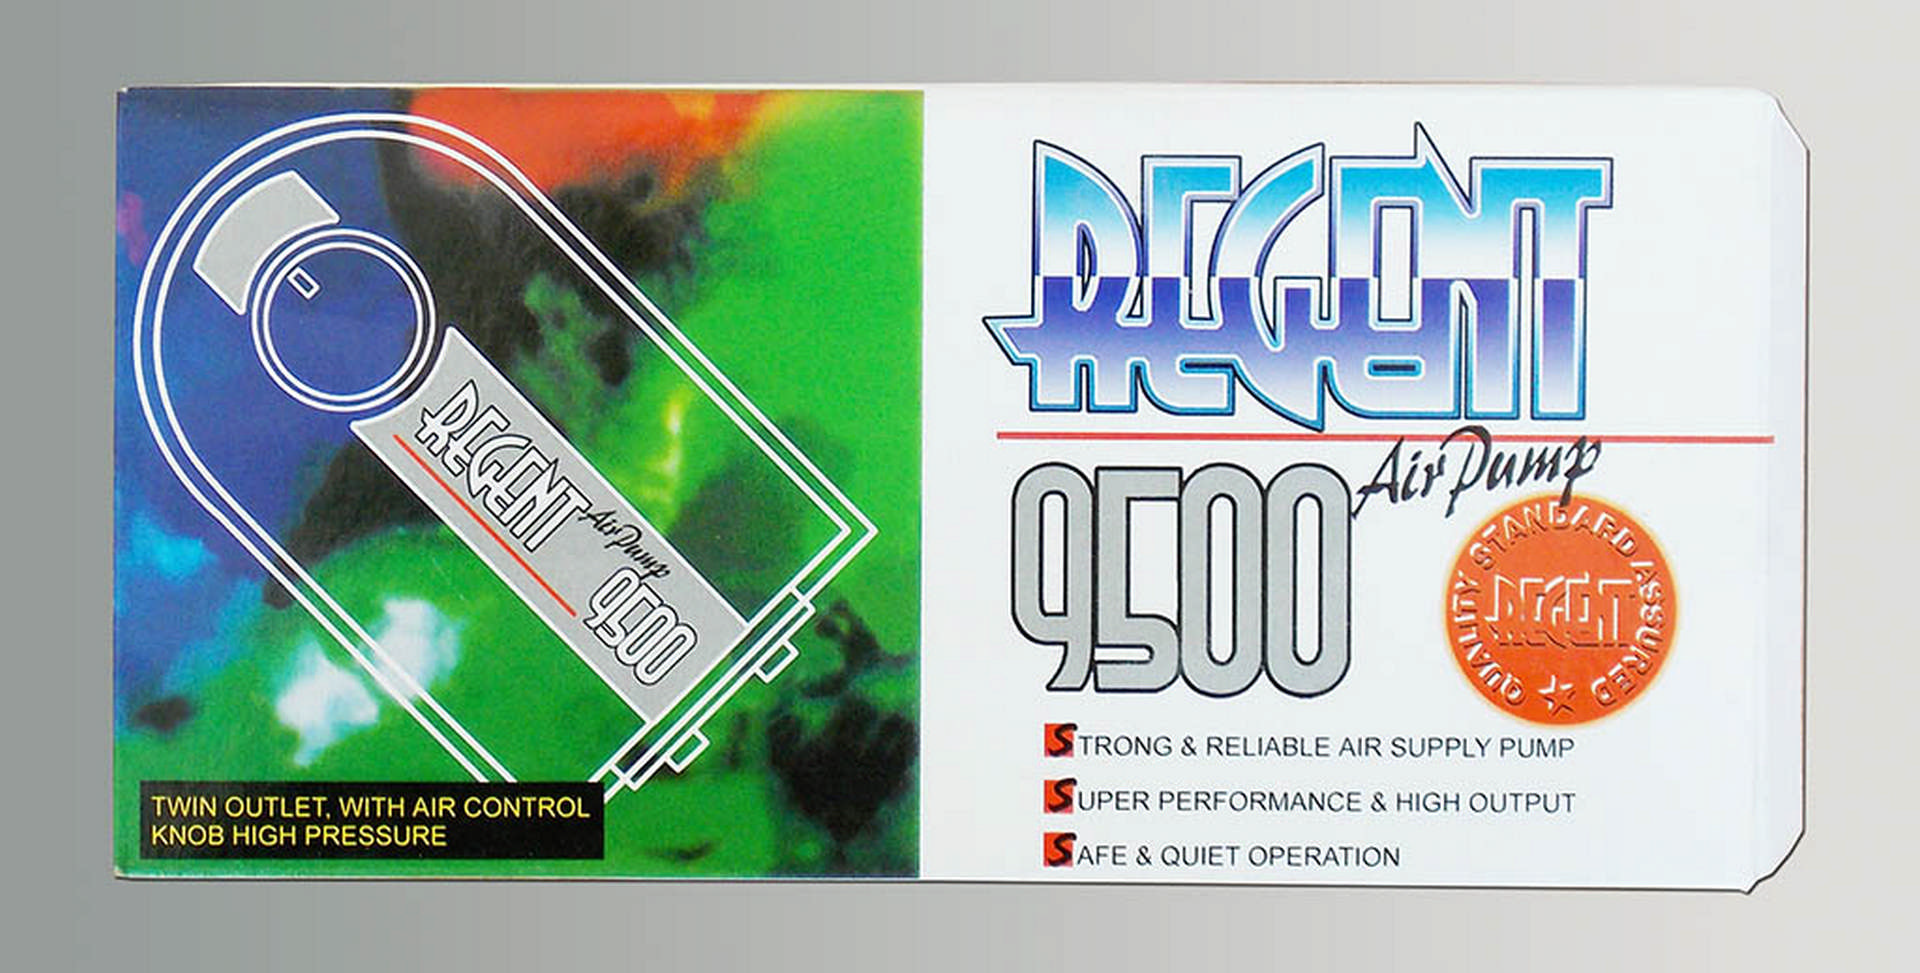 REGENT
Air Pump
9500
TWIN OUTLET, WITH AIR CONTROL
KNOB HIGH PRESSURE
REGENT
Air Pump
9500
QUALITY STANDARD ASSURED
REGENT
STRONG & RELIABLE AIR SUPPLY PUMP
SUPER PERFORMANCE & HIGH OUTPUT
SAFE & QUIET OPERATION